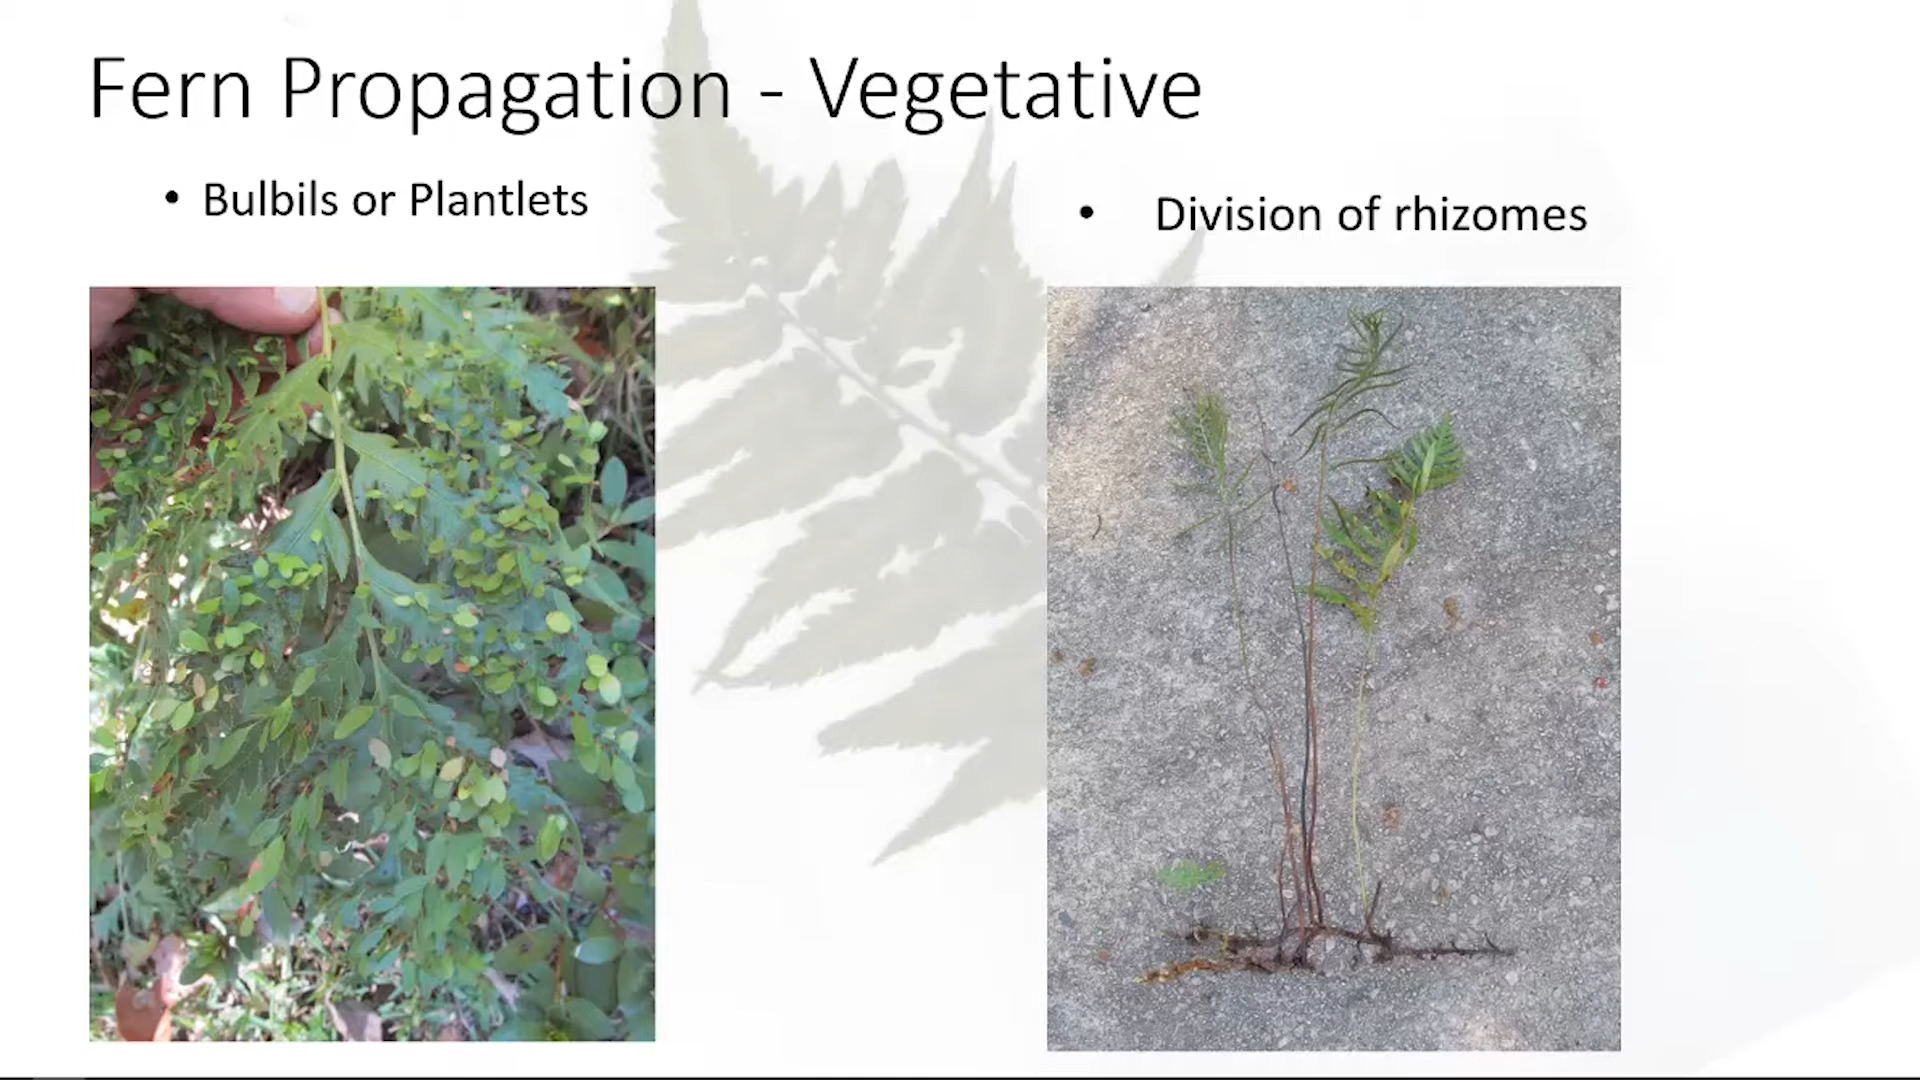 Fern Propagation - Vegetative
• Bulbils or Plantlets
• Division of rhizomes